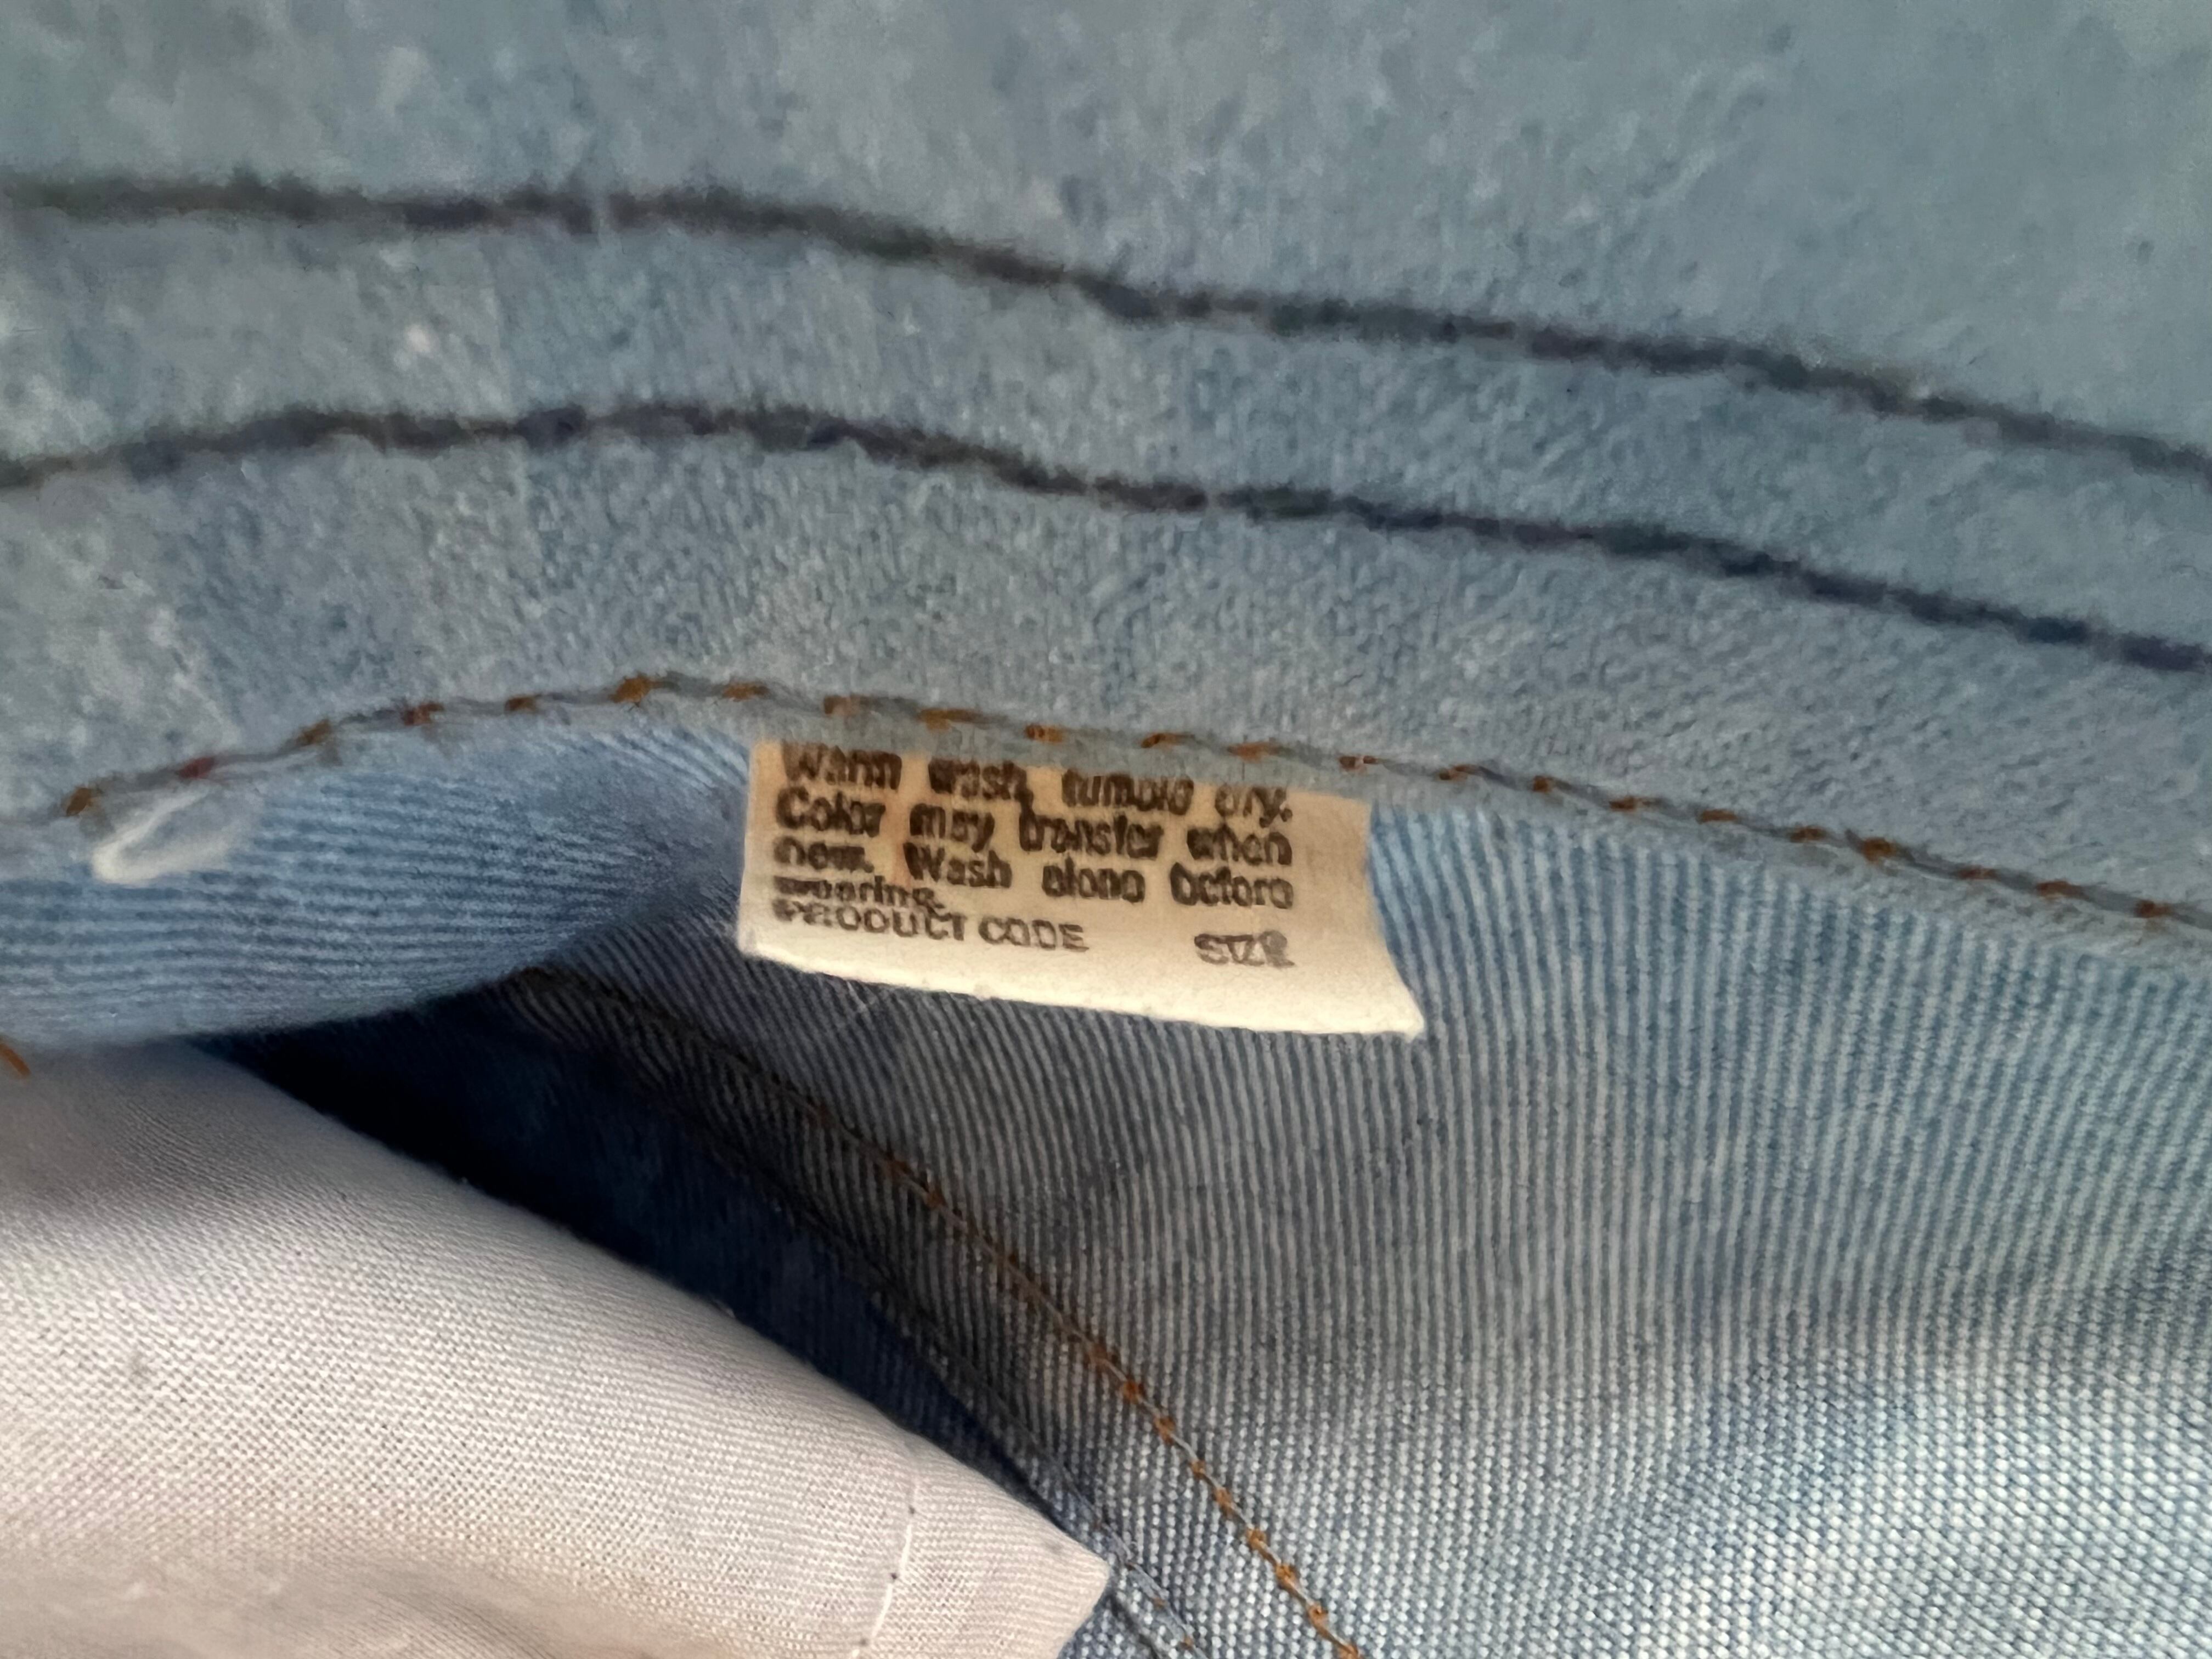 Warm wash, tumble dry.
Color may transfer when
new. Wash alone before
wearing.
PRODUCT CODE SIZE